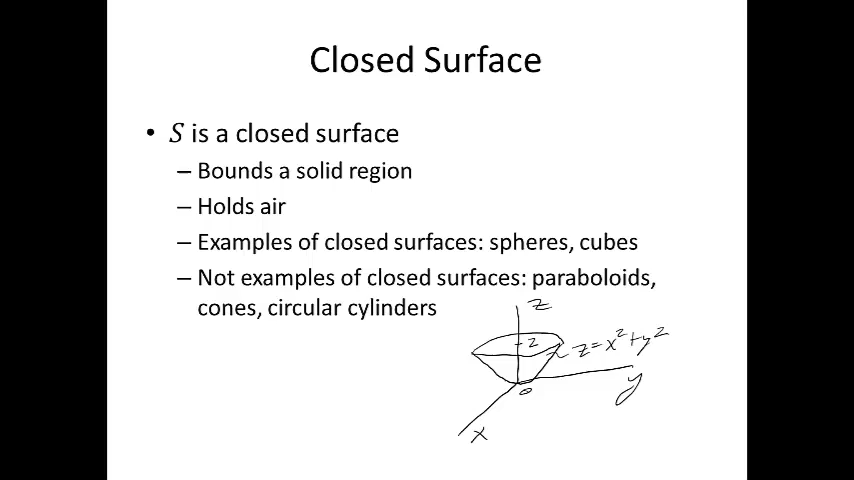 Closed Surface
• S is a closed surface
– Bounds a solid region
– Holds air
– Examples of closed surfaces: spheres, cubes
– Not examples of closed surfaces: paraboloids,
cones, circular cylinders
z
2
z=x²+y²
0
y
x